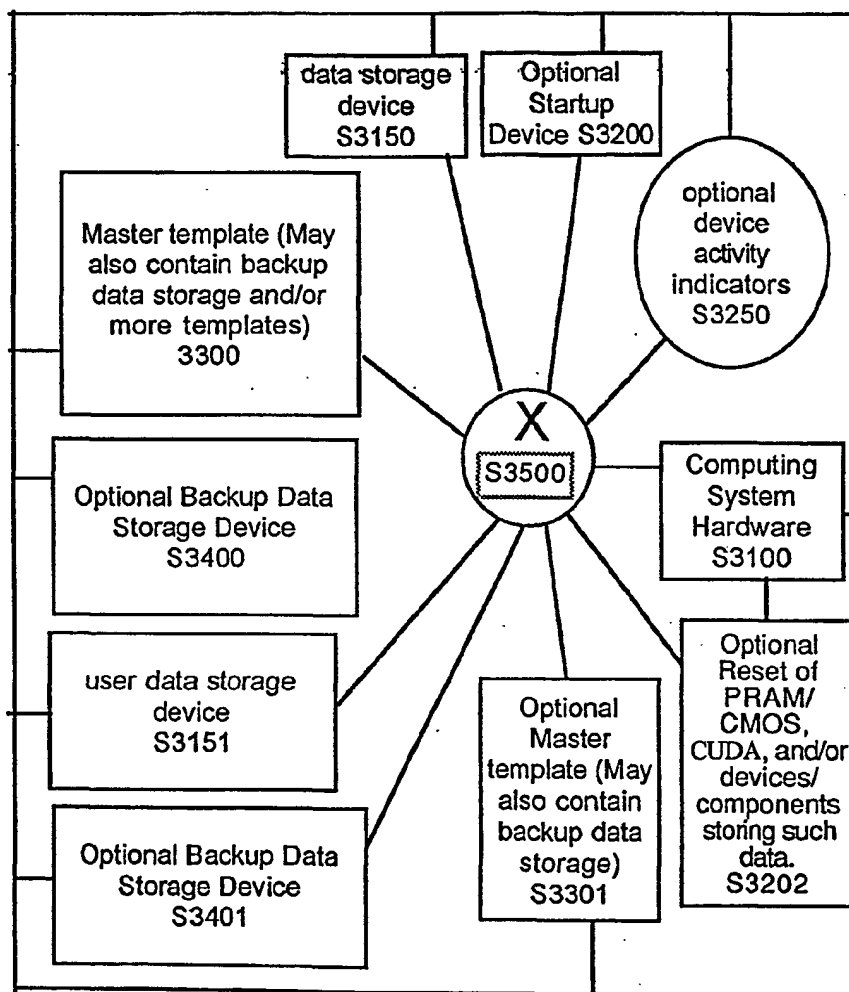 data storage
device
S3150
Optional
Startup
Device S3200
optional
device
activity
indicators
S3250
Master template (May
also contain backup
data storage and/or
more templates)
3300
X
S3500
Computing
System
Hardware
S3100
Optional Backup Data
Storage Device
S3400
user data storage
device
S3151
Optional
Master
template (May
also contain
backup data
storage)
S3301
Optional
Reset of
PRAM/
CMOS,
CUDA, and/or
devices/
components
storing such
data.
S3202
Optional Backup Data
Storage Device
S3401